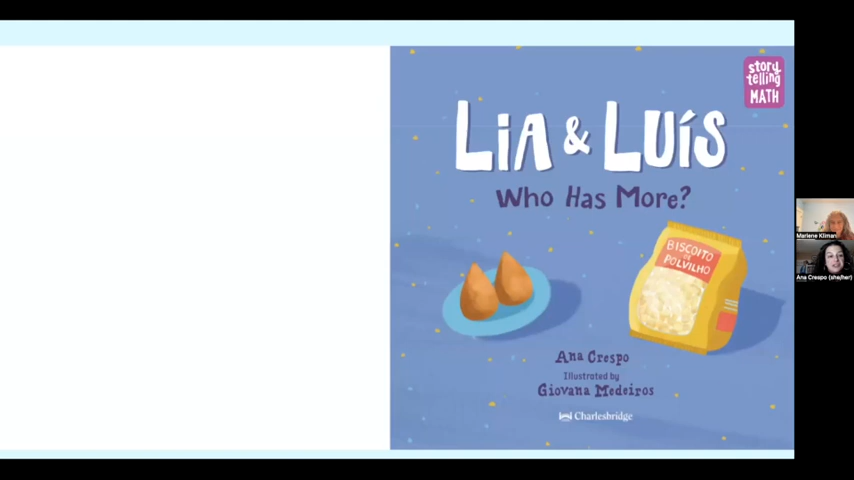 story
telling
MATH
LiA & LUÍS
Who Has More?
BISCOITO
DE
POLVILHO
Ana Crespo
Illustrated by
Giovana Medeiros
Charlesbridge
Marlene Kliman
Ana Crespo (she/her)